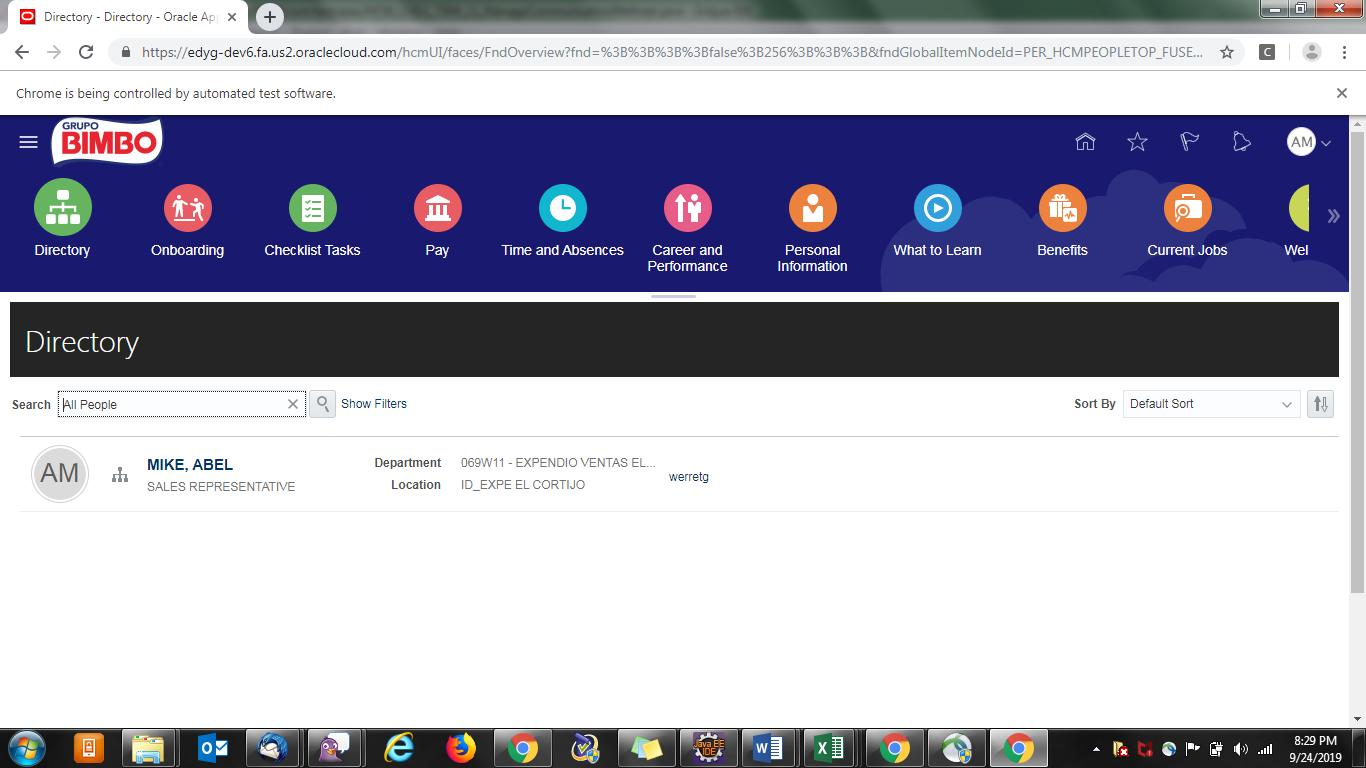 Directory - Directory - Oracle Ap
https://edyg-dev6.fa.us2.oraclecloud.com/hcmUI/faces/FndOverview?fnd=%3B%3B%3B%3Bfalse%3B256%3B%3B%3B&fndGlobalItemNodeId=PER_HCMPEOPLETOP_FUSE...
C
Chrome is being controlled by automated test software.
GRUPO
BIMBO
AM
Directory
Onboarding
Checklist Tasks
Pay
Time and Absences
Career and
Performance
Personal
Information
What to Learn
Benefits
Current Jobs
Wel
Directory
Search All People Show Filters
Sort By Default Sort
AM
MIKE, ABEL
SALES REPRESENTATIVE
Department 069W11 - EXPENDIO VENTAS EL...
Location ID_EXPE EL CORTIJO
werretg
Java EE
IDE
8:29 PM
9/24/2019